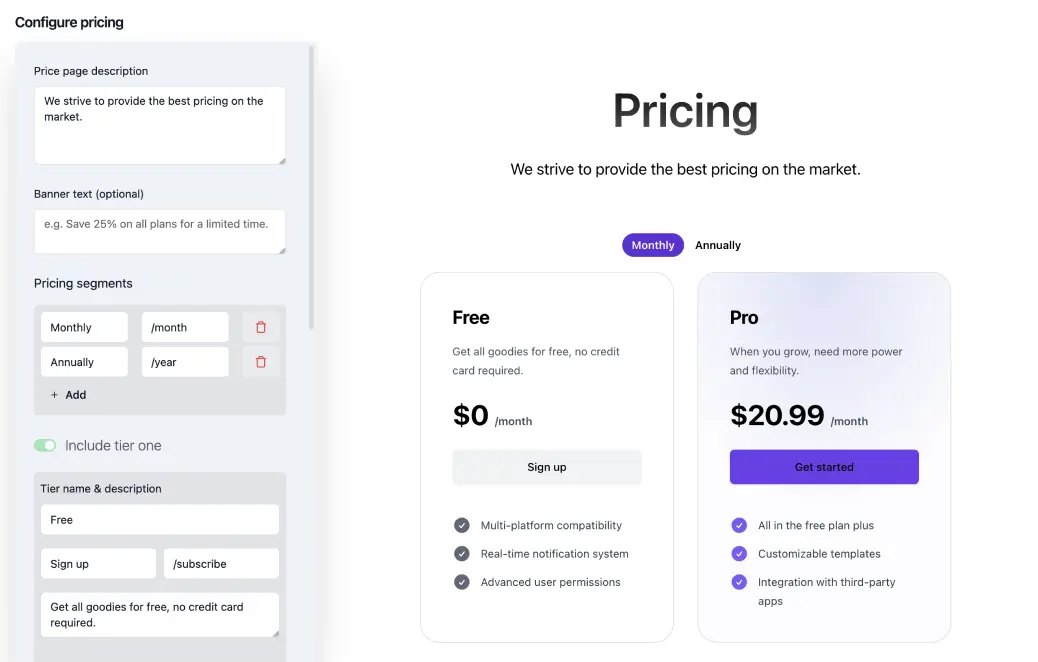 Configure pricing
Price page description
We strive to provide the best pricing on the
market.
Banner text (optional)
e.g. Save 25% on all plans for a limited time.
Pricing segments
Monthly
/month
Annually
/year
+ Add
Include tier one
Tier name & description
Free
Sign up
/subscribe
Get all goodies for free, no credit card
required.
Pricing
We strive to provide the best pricing on the market.
Monthly
Annually
Free
Get all goodies for free, no credit
card required.
$0 /month
Sign up
Multi-platform compatibility
Real-time notification system
Advanced user permissions
Pro
When you grow, need more power
and flexibility.
$20.99 /month
Get started
All in the free plan plus
Customizable templates
Integration with third-party
apps